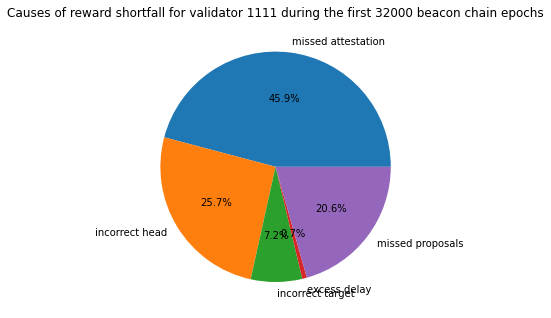 Causes of reward shortfall for validator 1111 during the first 32000 beacon chain epochs
missed attestation
45.9%
25.7%
20.6%
incorrect head
7.2%
0.7%
missed proposals
excess delay
incorrect target